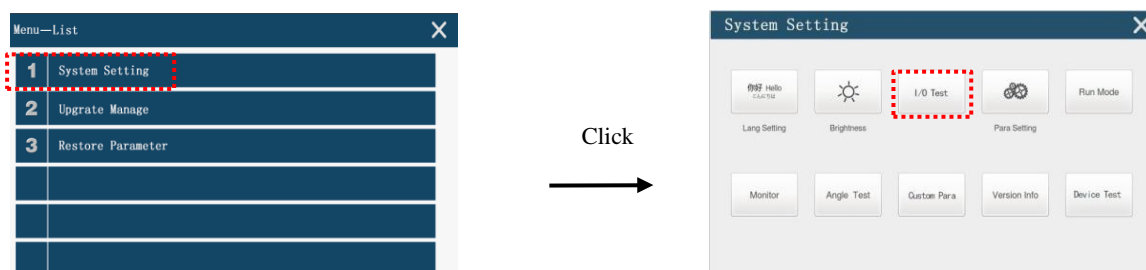 Menu—List
X
1 System Setting
2 Upgrate Manage
3 Restore Parameter
Click
System Setting
X
你好 Hello
I/O Test
Run Mode
Lang Setting
Brightness
Para Setting
Monitor
Angle Test
Custom Para
Version Info
Device Test